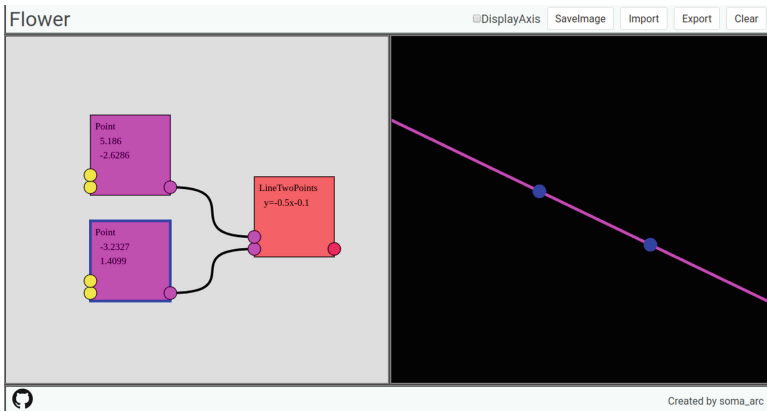 Flower
DisplayAxis SaveImage Import Export Clear
Point
5.186
-2.6286
LineTwoPoints
y=-0.5x-0.1
Point
-3.2327
1.4099
Created by soma_arc